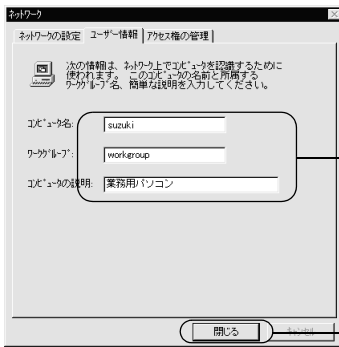 ﾈｯﾄﾜｰｸ
ﾈｯﾄﾜｰｸの設定 ユｰｻﾞｰ情報 ｱｸｾｽ権の管理
次の情報は、ﾈｯﾄﾜｰｸ上でｺﾝﾋﾟｭｰﾀを認識するために
使われます。 このｺﾝﾋﾟｭｰﾀの名前と所属する
ﾜｰｸｸﾞﾙｰﾌﾟ名、簡単な説明を入力してください。
ｺﾝﾋﾟｭｰﾀ名: suzuki
ﾜｰｸｸﾞﾙｰﾌﾟ: workgroup
ｺﾝﾋﾟｭｰﾀの説明: 業務用パソコン
閉じる ｷｬﾝｾﾙ